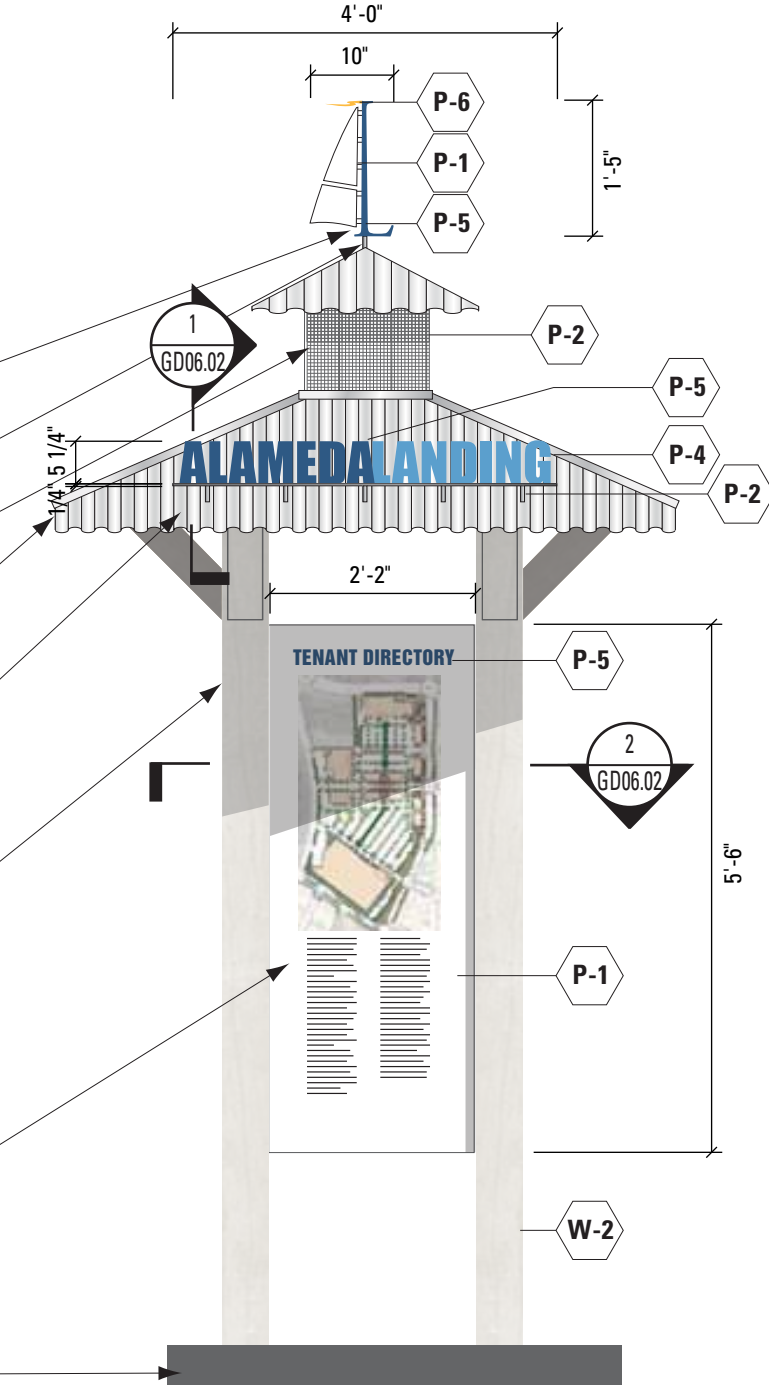 4'-0"
10"
P-6
P-1
P-5
1'-5"
1
GD06.02
P-2
P-5
5 1/4"
1/4"
ALAMEDALANDING
P-4
P-2
2'-2"
TENANT DIRECTORY
P-5
2
GD06.02
5'-6"
P-1
W-2